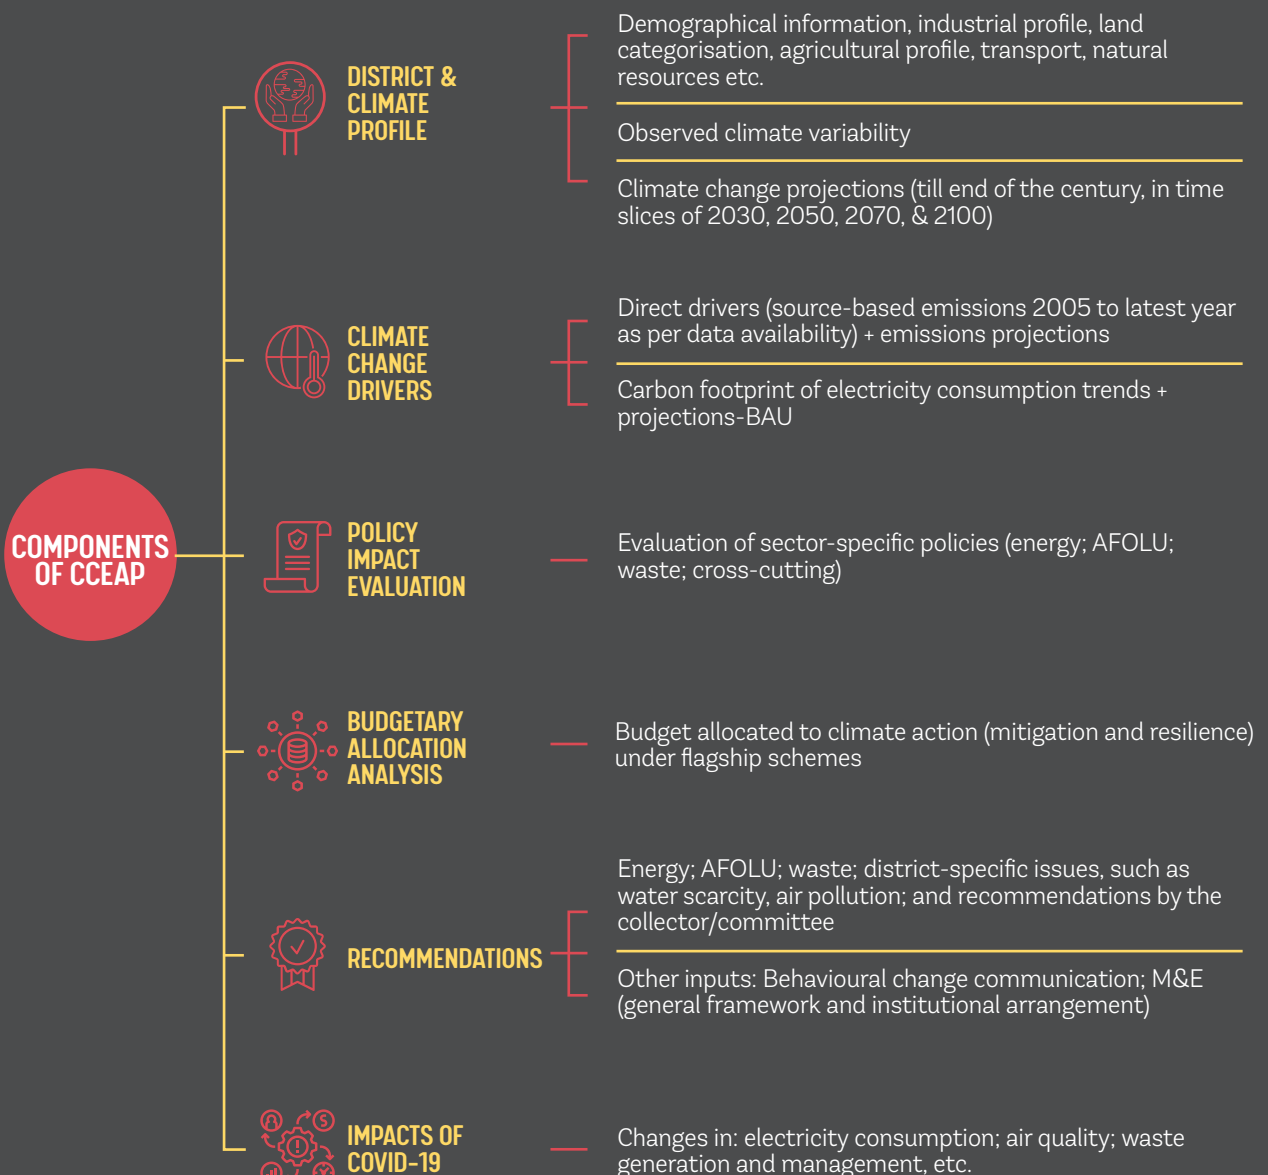 COMPONENTS
OF CCEAP
DISTRICT &
CLIMATE
PROFILE
Demographical information, industrial profile, land
categorisation, agricultural profile, transport, natural
resources etc.
Observed climate variability
Climate change projections (till end of the century, in time
slices of 2030, 2050, 2070, & 2100)
CLIMATE
CHANGE
DRIVERS
Direct drivers (source-based emissions 2005 to latest year
as per data availability) + emissions projections
Carbon footprint of electricity consumption trends +
projections-BAU
POLICY
IMPACT
EVALUATION
Evaluation of sector-specific policies (energy; AFOLU;
waste; cross-cutting)
BUDGETARY
ALLOCATION
ANALYSIS
Budget allocated to climate action (mitigation and resilience)
under flagship schemes
RECOMMENDATIONS
Energy; AFOLU; waste; district-specific issues, such as
water scarcity, air pollution; and recommendations by the
collector/committee
Other inputs: Behavioural change communication; M&E
(general framework and institutional arrangement)
IMPACTS OF
COVID-19
Changes in: electricity consumption; air quality; waste
generation and management, etc.